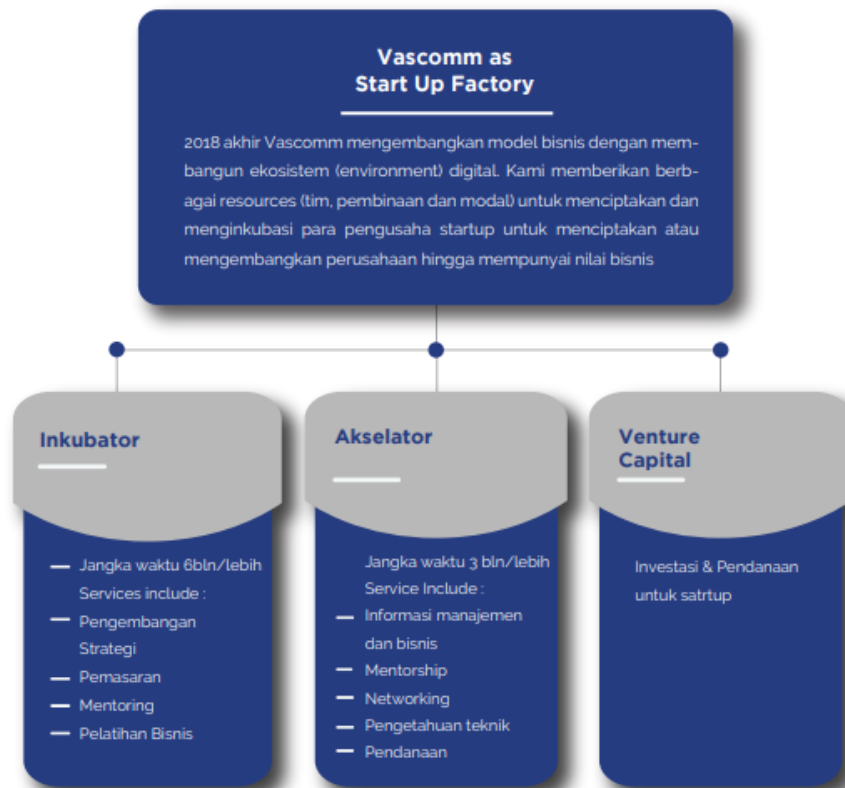 Vascomm as
Start Up Factory
2018 akhir Vascomm mengembangkan model bisnis dengan mem-
bangun ekosistem (environment) digital. Kami memberikan berb-
agai resources (tim, pembinaan dan modal) untuk menciptakan dan
menginkubasi para pengusaha startup untuk menciptakan atau
mengembangkan perusahaan hingga mempunyai nilai bisnis
Inkubator
— Jangka waktu 6bln/lebih
Services include :
— Pengembangan
Strategi
— Pemasaran
— Mentoring
— Pelatihan Bisnis
Akselator
Jangka waktu 3 bln/lebih
Service Include :
— Informasi manajemen
dan bisnis
— Mentorship
— Networking
— Pengetahuan teknik
— Pendanaan
Venture
Capital
Investasi & Pendanaan
untuk satrtup